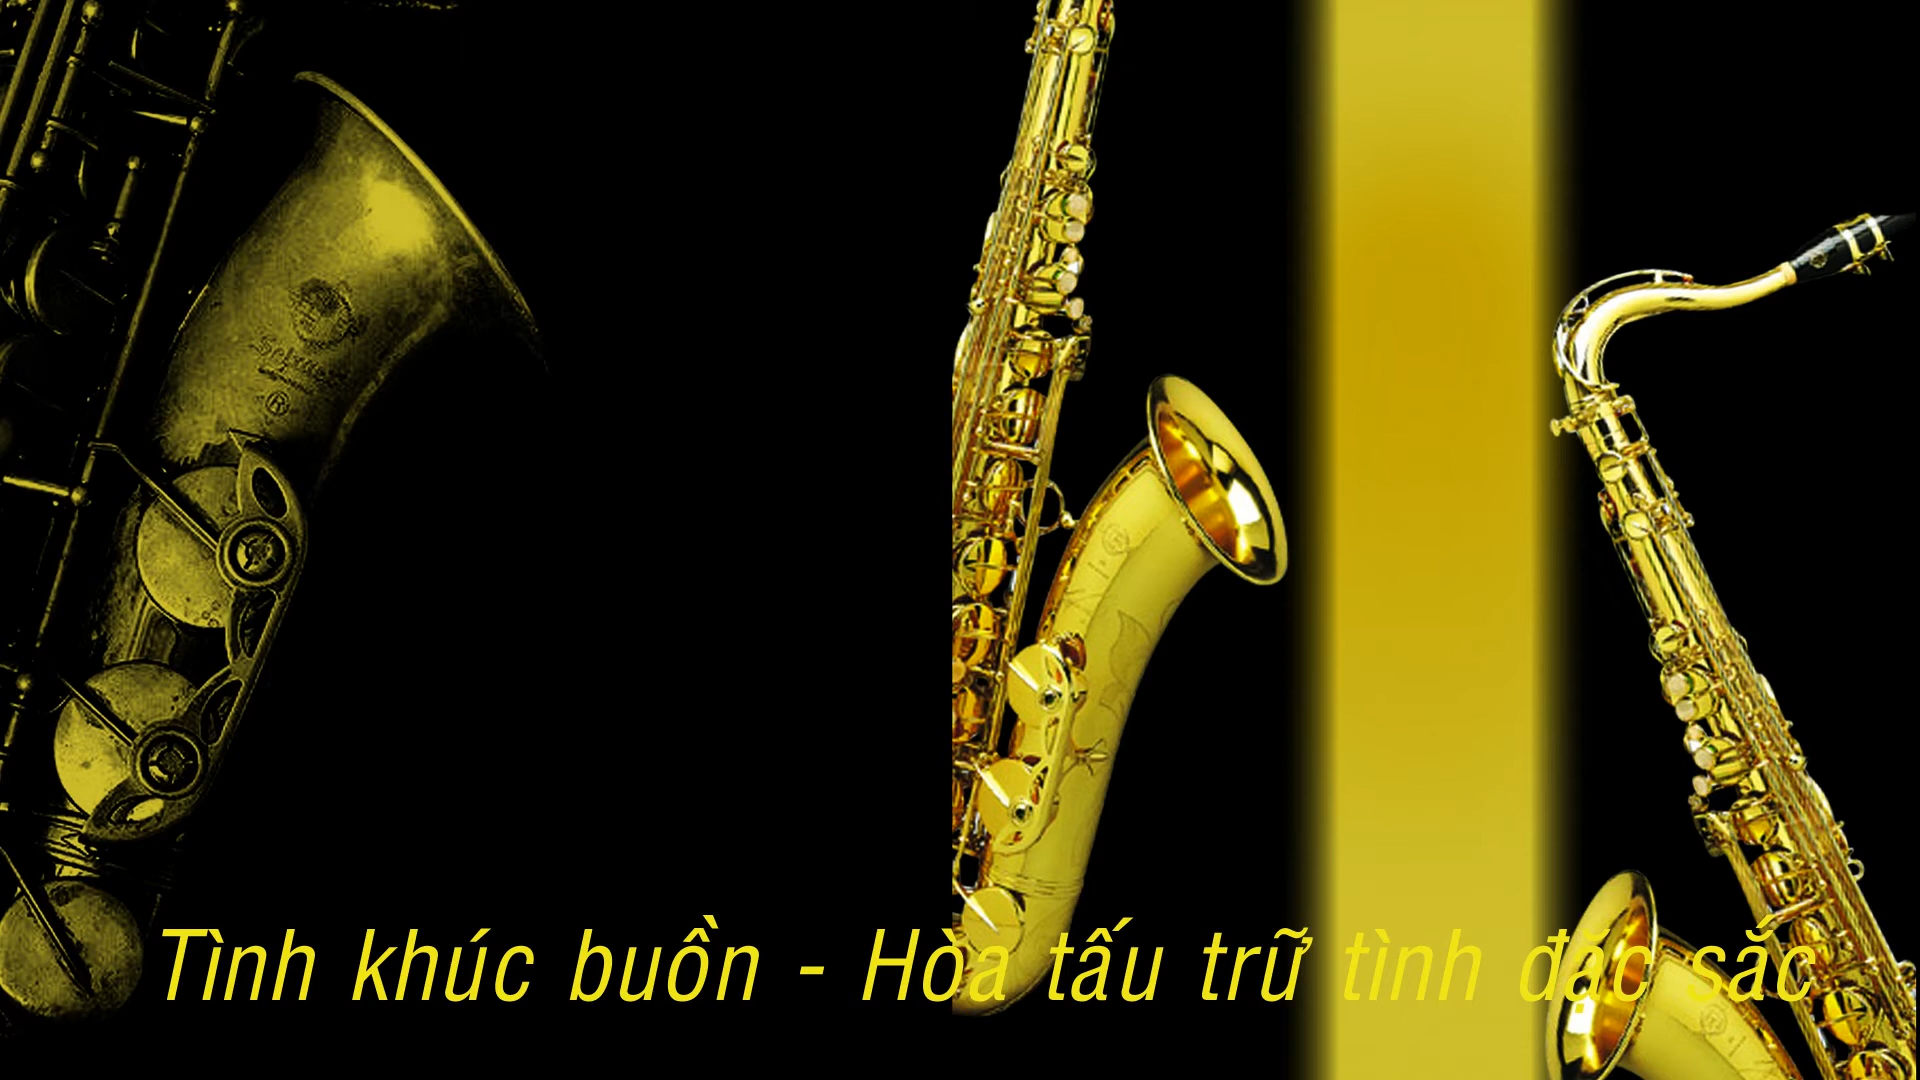 ®
Tình khúc buồn - Hòa tấu trữ tình đặc sắc